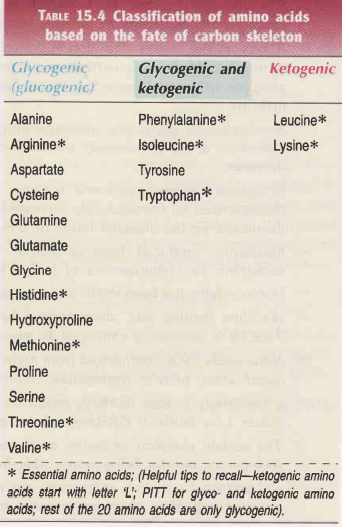 TABLE 15.4 Classification of amino acids
based on the fate of carbon skeleton
Glycogenic Glycogenic and Ketogenic
(glucogenic) ketogenic
Alanine Phenylalanine* Leucine*
Arginine* Isoleucine* Lysine*
Aspartate Tyrosine
Cysteine Tryptophan*
Glutamine
Glutamate
Glycine
Histidine*
Hydroxyproline
Methionine*
Proline
Serine
Threonine*
Valine*
* Essential amino acids; (Helpful tips to recall—ketogenic amino
acids start with letter 'L'; PITT for glyco- and ketogenic amino
acids; rest of the 20 amino acids are only glycogenic).